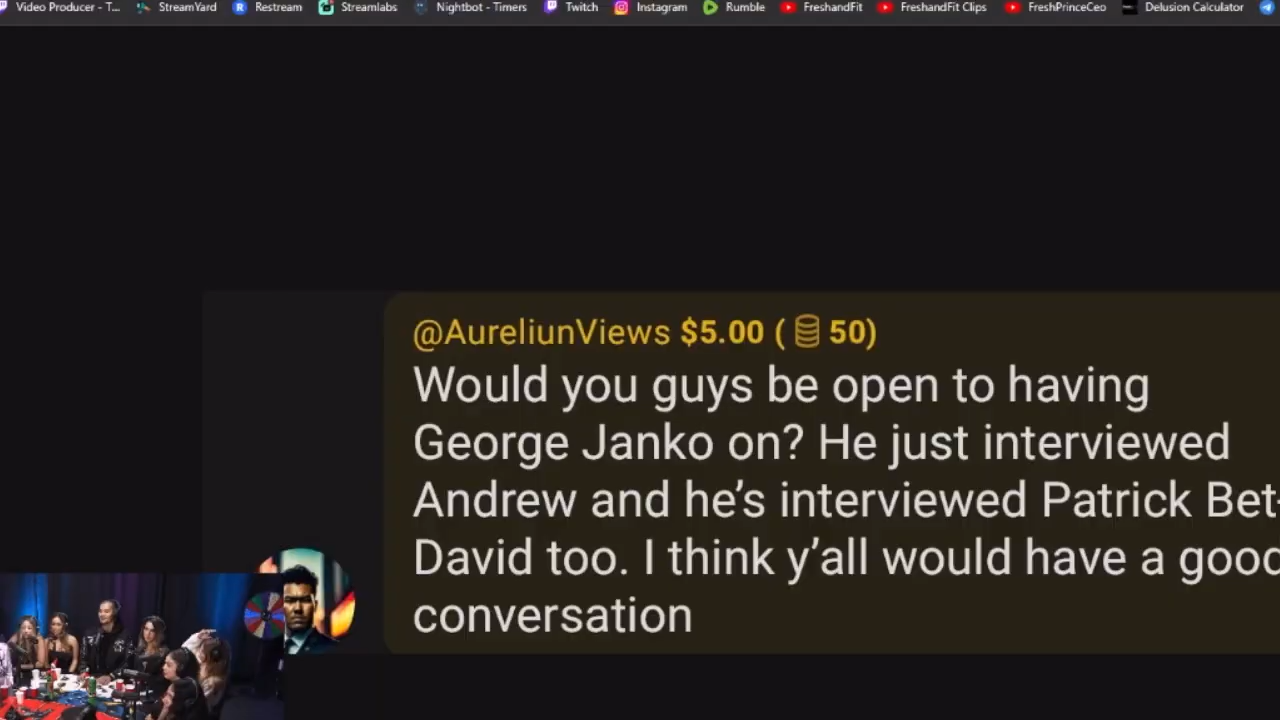 Video Producer - T... StreamYard Restream Streamlabs Nightbot - Timers Twitch Instagram Rumble FreshandFit FreshandFit Clips FreshPrinceCeo Delusion Calculator
@AureliunViews $5.00 ( 50)
Would you guys be open to having
George Janko on? He just interviewed
Andrew and he’s interviewed Patrick Bet-
David too. I think y’all would have a good
conversation